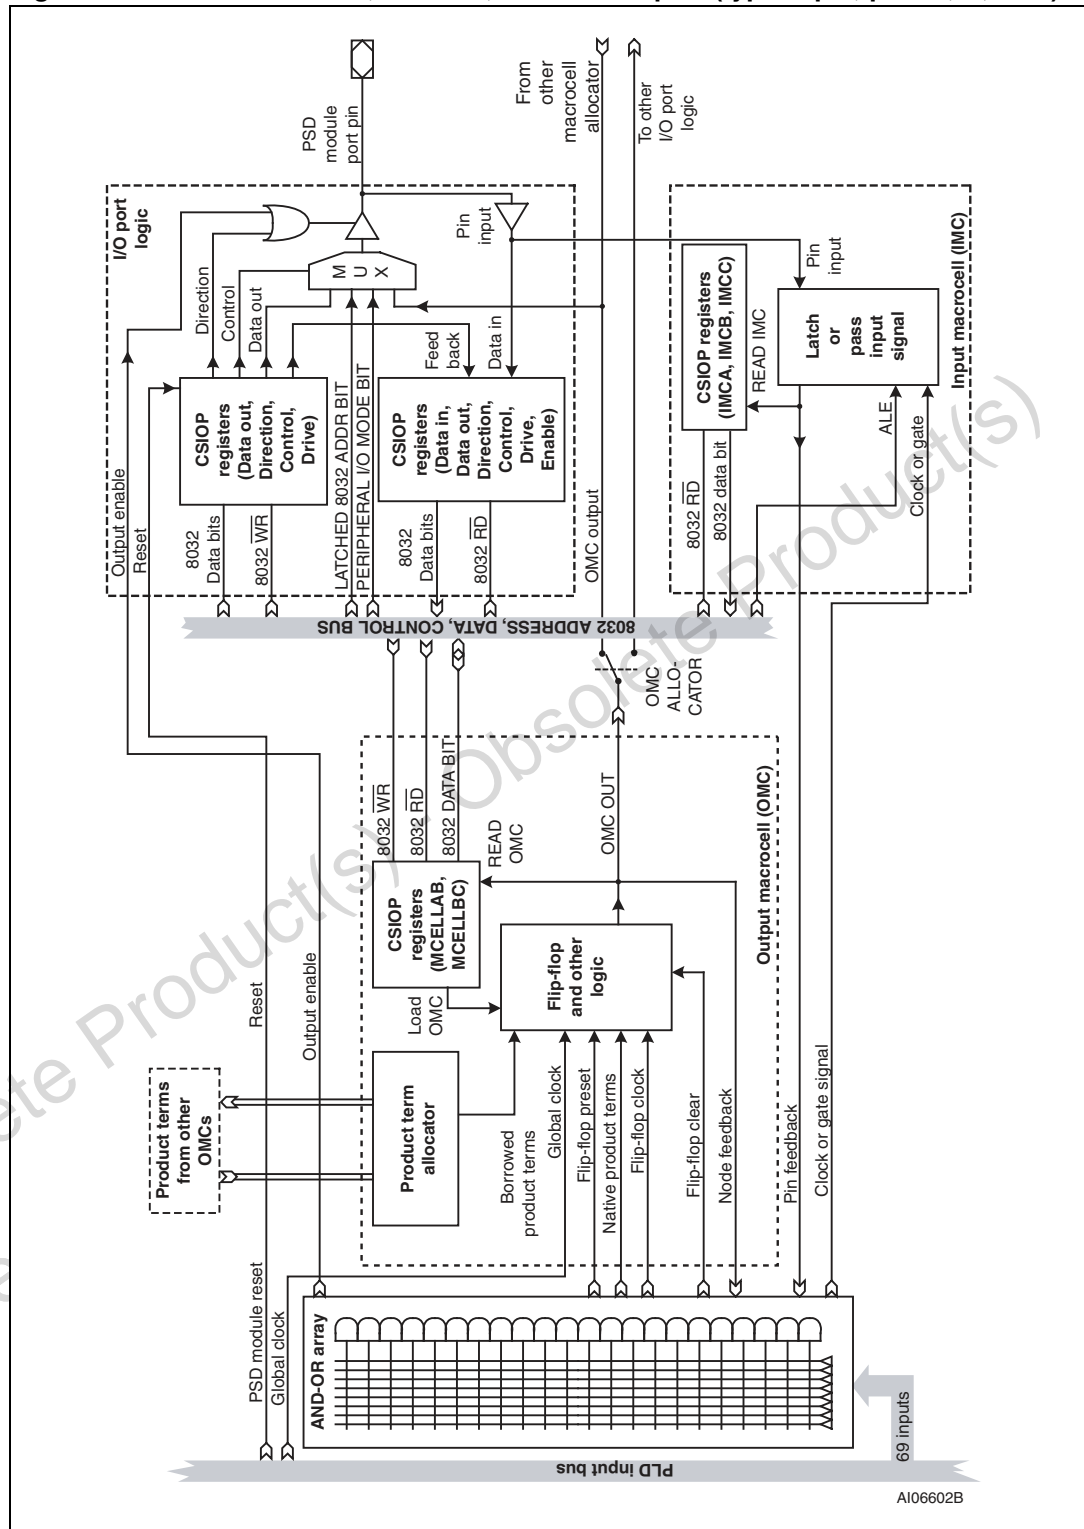 PSD
module
port pin
From
other
macrocell
allocator
To other
I/O port
logic
I/O port
logic
Direction
Control
Data out
M
U
X
Pin
input
Feed
back
Data in
Output enable
Reset
CSIOP
registers
(Data out,
Direction,
Control,
Drive)
CSIOP
registers
(Data in,
Data out,
Direction,
Control,
Drive,
Enable)
8032
Data bits
8032 WR
LATCHED 8032 ADDR BIT
PERIPHERAL I/O MODE BIT
8032
Data bits
8032 RD
OMC output
Input macrocell (IMC)
CSIOP registers
(IMCA, IMCB, IMCC)
READ IMC
Pin
input
Latch
or
pass
input
signal
ALE
Clock or gate
8032 RD
8032 data bit
8032 ADDRESS, DATA, CONTROL BUS
OMC
ALLO-
CATOR
8032 WR
8032 RD
8032 DATA BIT
READ
OMC
OMC OUT
Output macrocell (OMC)
CSIOP
registers
(MCELLAB,
MCELLBC)
Load
OMC
Flip-flop
and other
logic
Reset
Output enable
Product terms
from other
OMCs
Product term
allocator
Borrowed
product terms
Global clock
Flip-flop preset
Native product terms
Flip-flop clock
Flip-flop clear
Node feedback
Pin feedback
Clock or gate signal
PSD module reset
Global clock
AND-OR array
PLD input bus
69 inputs
AI06602B
Obsolete Product(s)